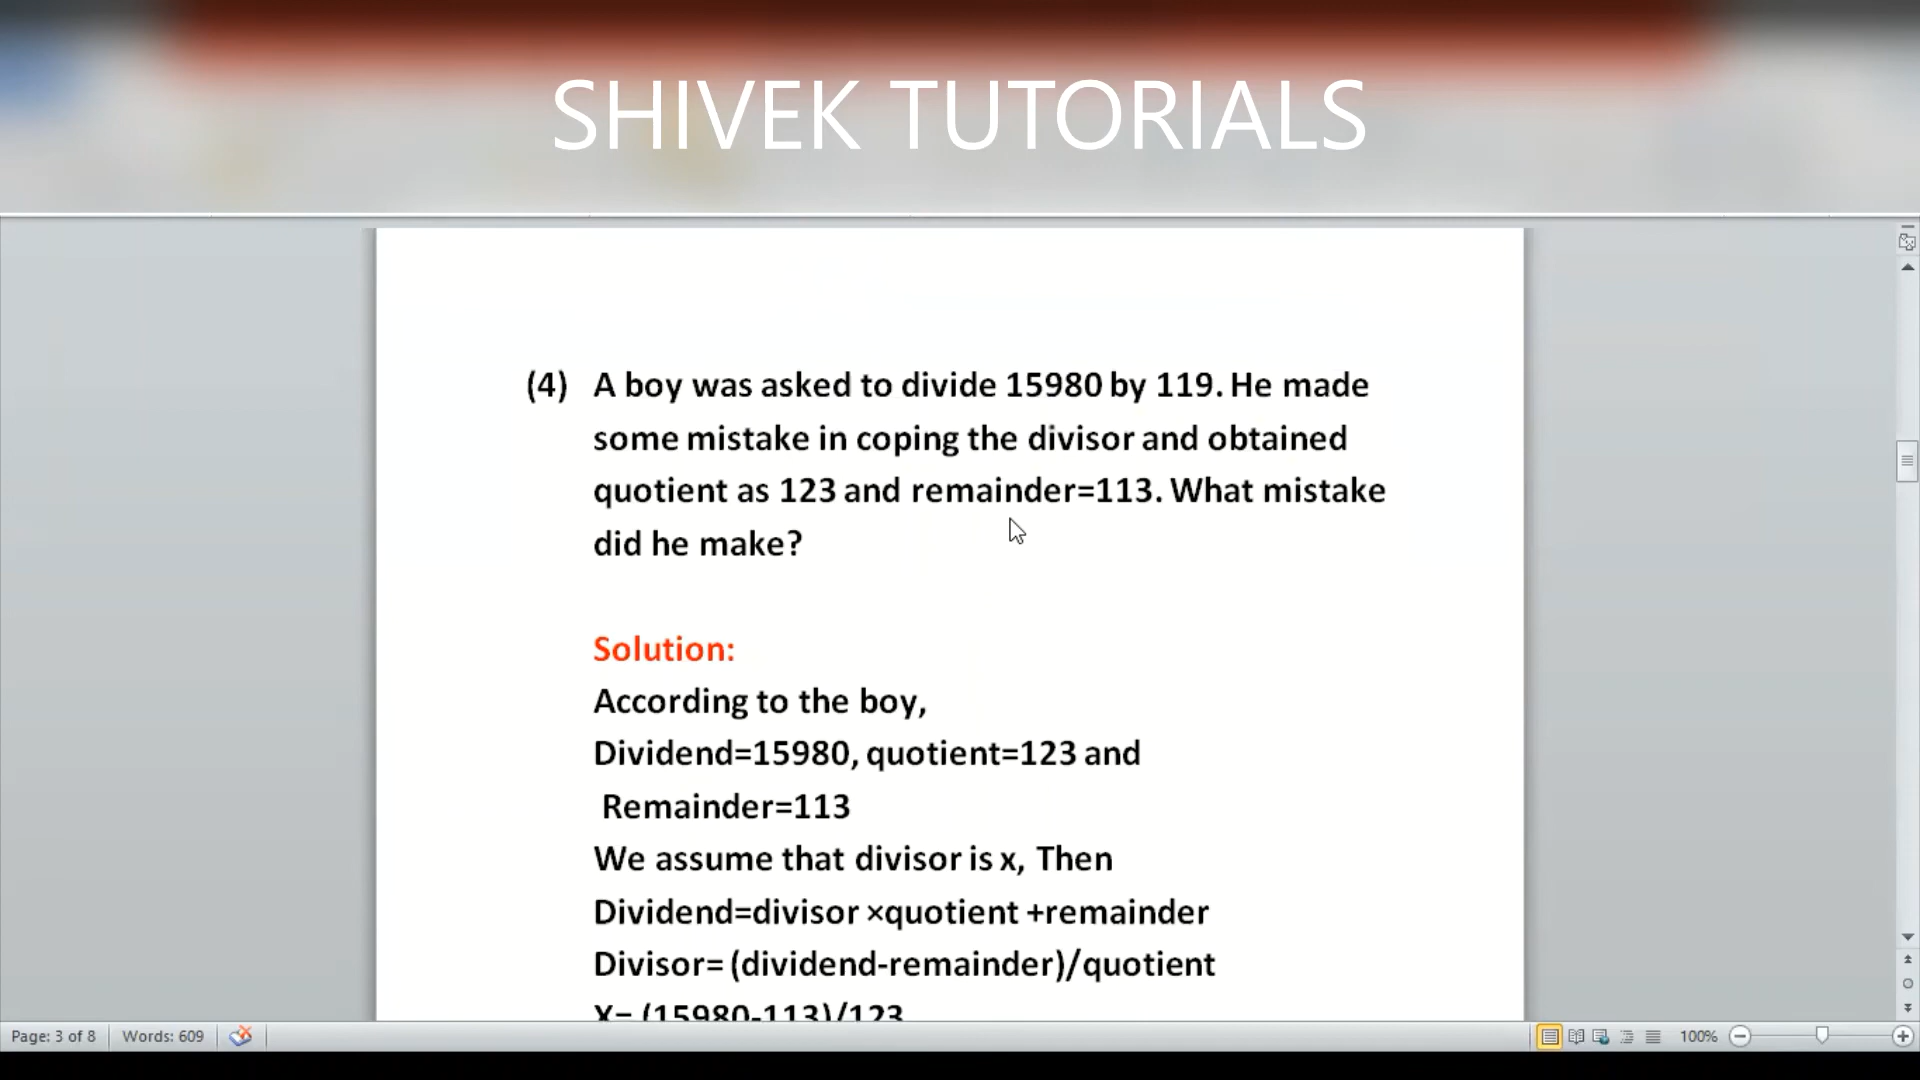 SHIVEK TUTORIALS
(4) A boy was asked to divide 15980 by 119. He made
some mistake in coping the divisor and obtained
quotient as 123 and remainder=113. What mistake
did he make?
Solution:
According to the boy,
Dividend=15980, quotient=123 and
Remainder=113
We assume that divisor is x, Then
Dividend=divisor ×quotient +remainder
Divisor= (dividend-remainder)/quotient
X= (15980-113)/123
Page: 3 of 8 Words: 609 100%